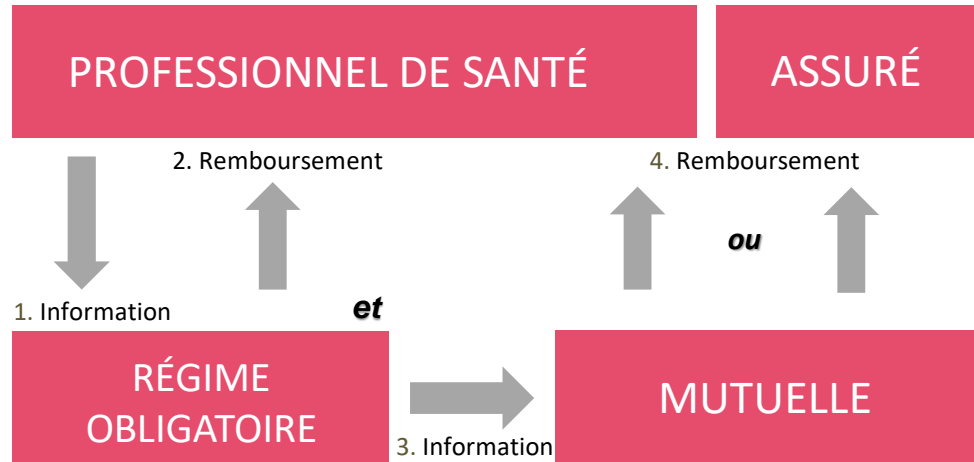 PROFESSIONNEL DE SANTÉ
ASSURÉ
2. Remboursement
4. Remboursement
ou
1. Information
et
RÉGIME
OBLIGATOIRE
MUTUELLE
3. Information